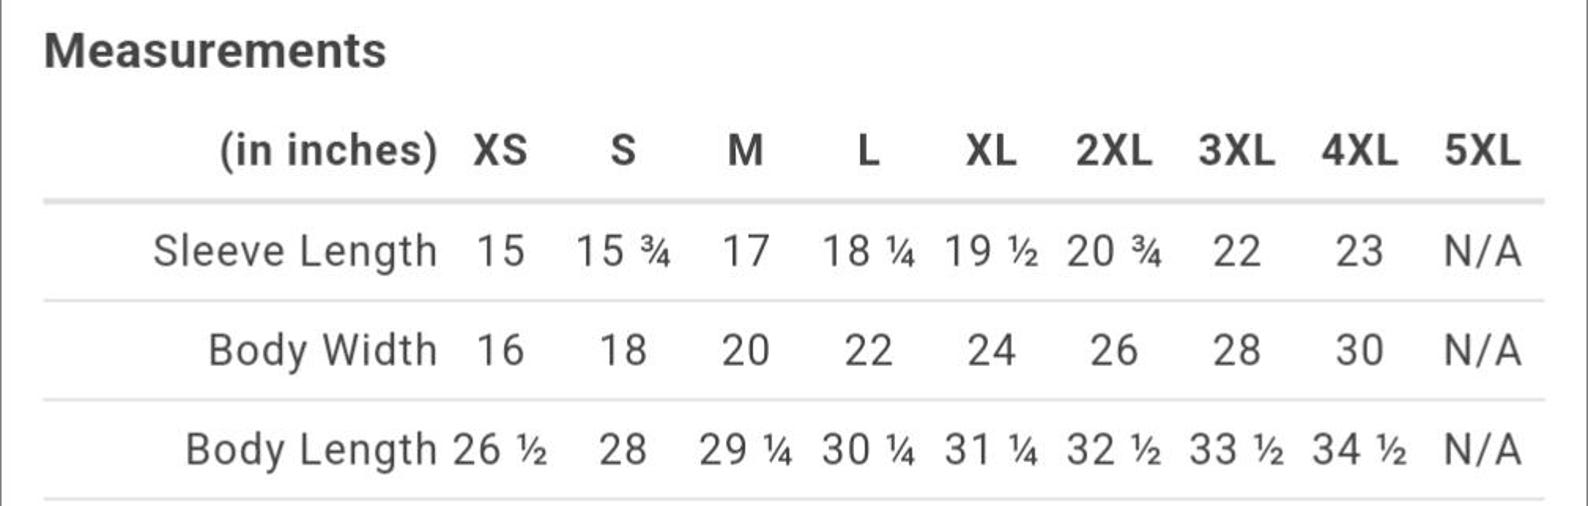 Measurements
(in inches) XS S M L XL 2XL 3XL 4XL 5XL
Sleeve Length 15 15 ¾ 17 18 ¼ 19 ½ 20 ¾ 22 23 N/A
Body Width 16 18 20 22 24 26 28 30 N/A
Body Length 26 ½ 28 29 ¼ 30 ¼ 31 ¼ 32 ½ 33 ½ 34 ½ N/A